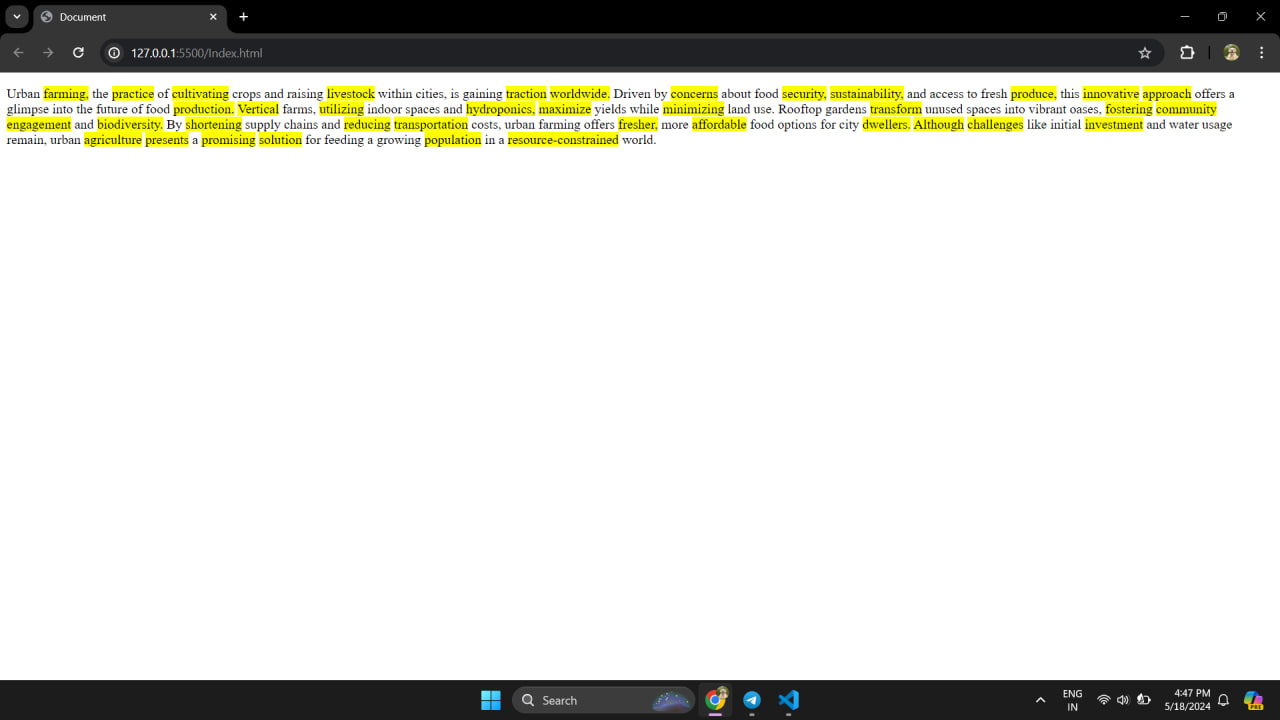 Document
127.0.0.1:5500/Index.html
Urban farming, the practice of cultivating crops and raising livestock within cities, is gaining traction worldwide. Driven by concerns about food security, sustainability, and access to fresh produce, this innovative approach offers a
glimpse into the future of food production. Vertical farms, utilizing indoor spaces and hydroponics, maximize yields while minimizing land use. Rooftop gardens transform unused spaces into vibrant oases, fostering community
engagement and biodiversity. By shortening supply chains and reducing transportation costs, urban farming offers fresher, more affordable food options for city dwellers. Although challenges like initial investment and water usage
remain, urban agriculture presents a promising solution for feeding a growing population in a resource-constrained world.
Search
ENG
IN
4:47 PM
5/18/2024
PRE